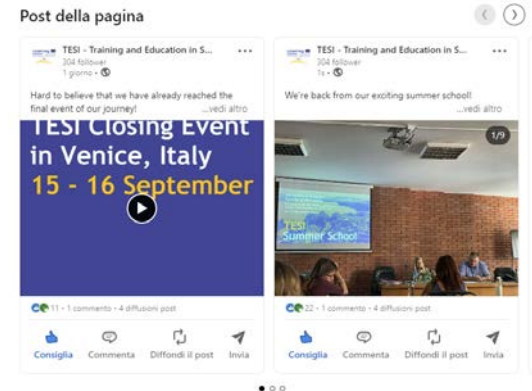 Post della pagina
TESI - Training and Education in S...
304 follower
1 giorno •
Hard to believe that we have already reached the
final event of our journey!
...vedi altro
TESI Closing Event
in Venice, Italy
15 - 16 September
11 • 1 commento • 4 diffusioni post
Consiglia
Commenta
Diffondi il post
Invia
TESI - Training and Education in S...
304 follower
1s •
We're back from our exciting summer school!
...vedi altro
1/9
TESI
Summer School
22 • 1 commento • 4 diffusioni post
Consiglia
Commenta
Diffondi il post
Invia